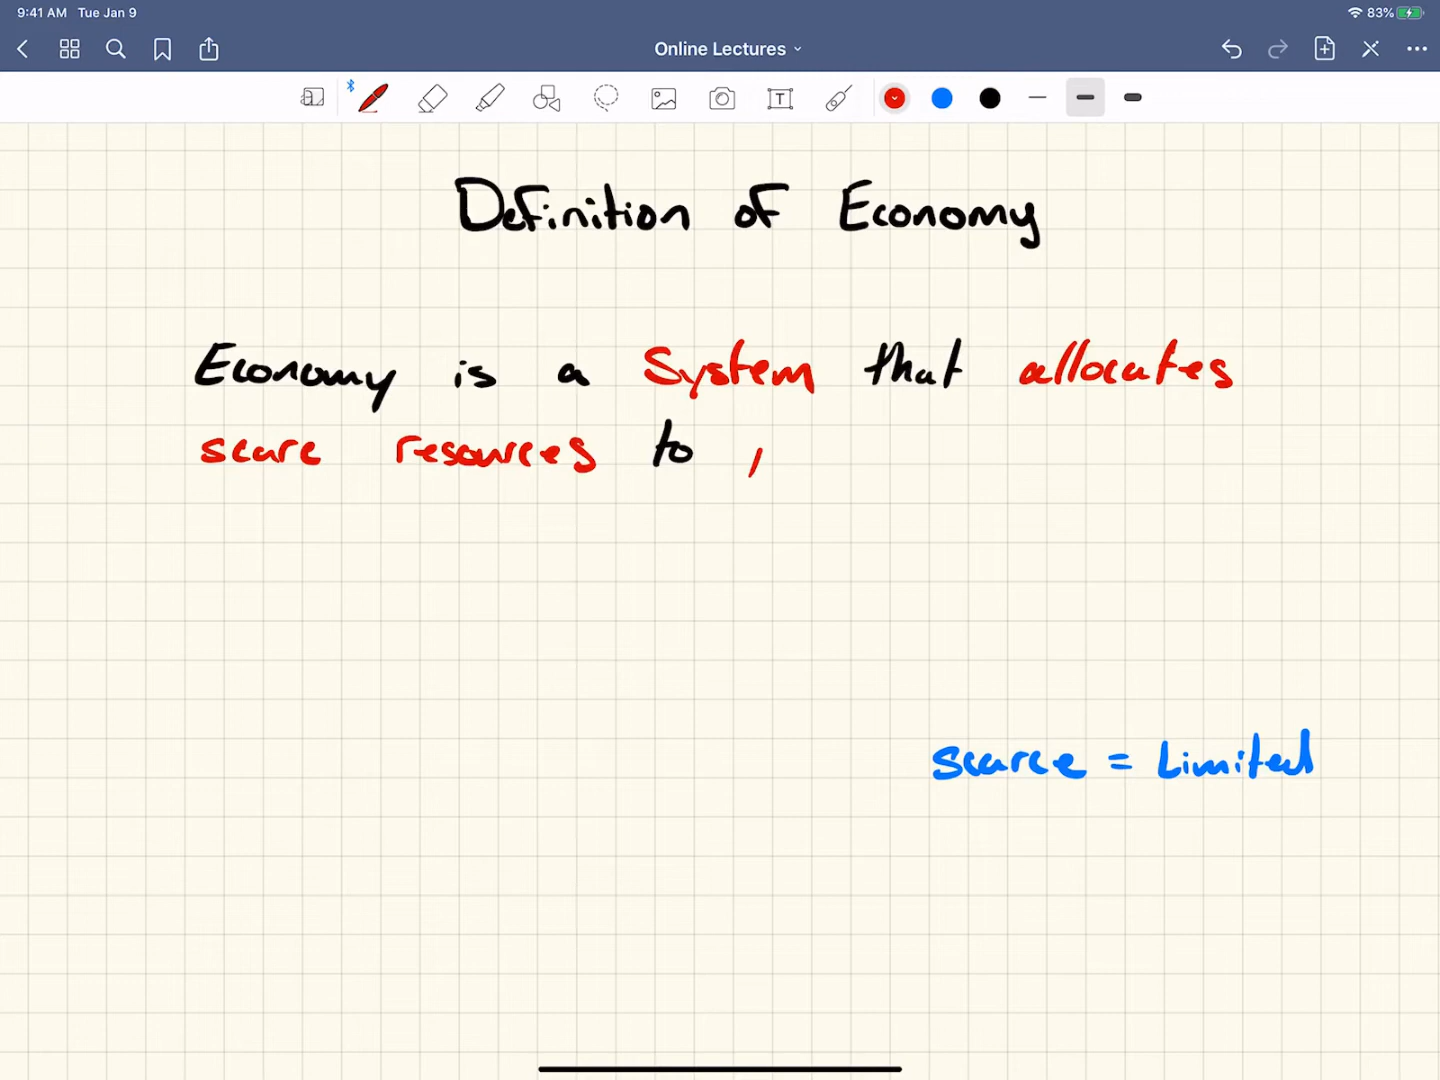 9:41 AM Tue Jan 9
83%
Online Lectures
Definition of Economy
Economy is a System that allocates
scarc resources to
scarce = Limited